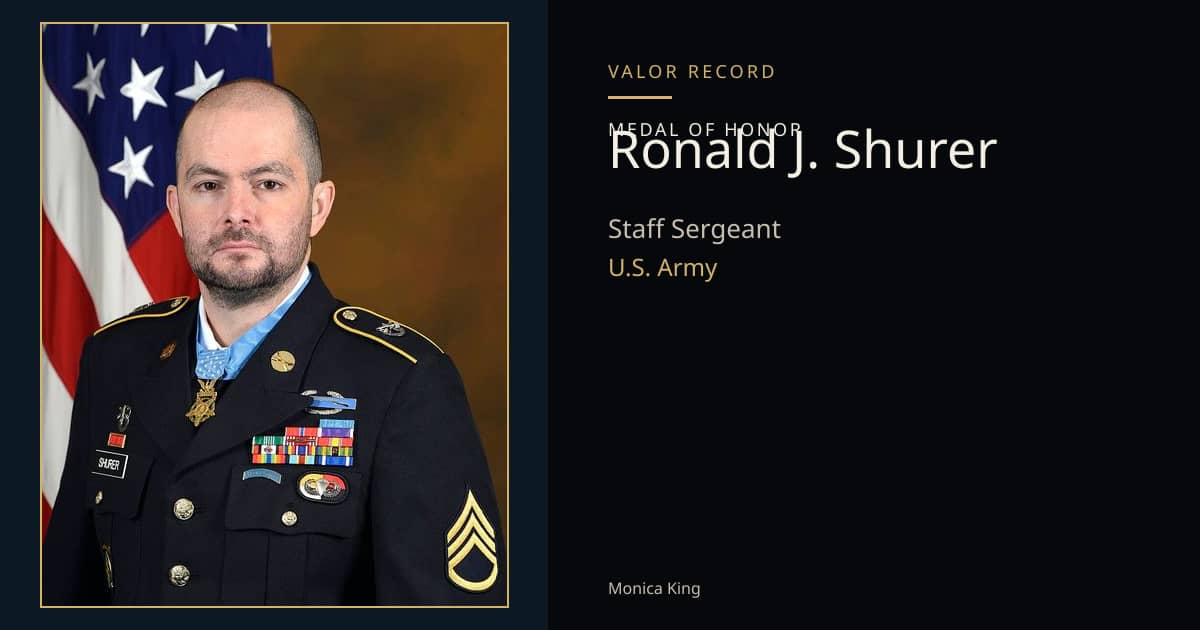 VALOR RECORD
MEDAL OF HONOR
Ronald J. Shurer
Staff Sergeant
U.S. Army
SHURER
Monica King